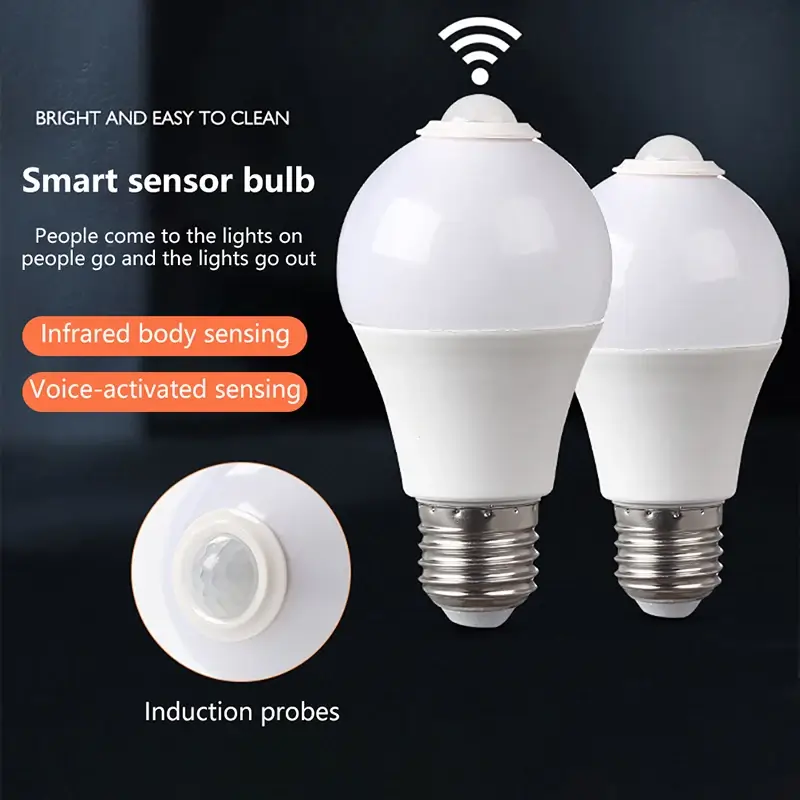 BRIGHT AND EASY TO CLEAN
Smart sensor bulb
People come to the lights on
people go and the lights go out
Infrared body sensing
Voice-activated sensing
Induction probes